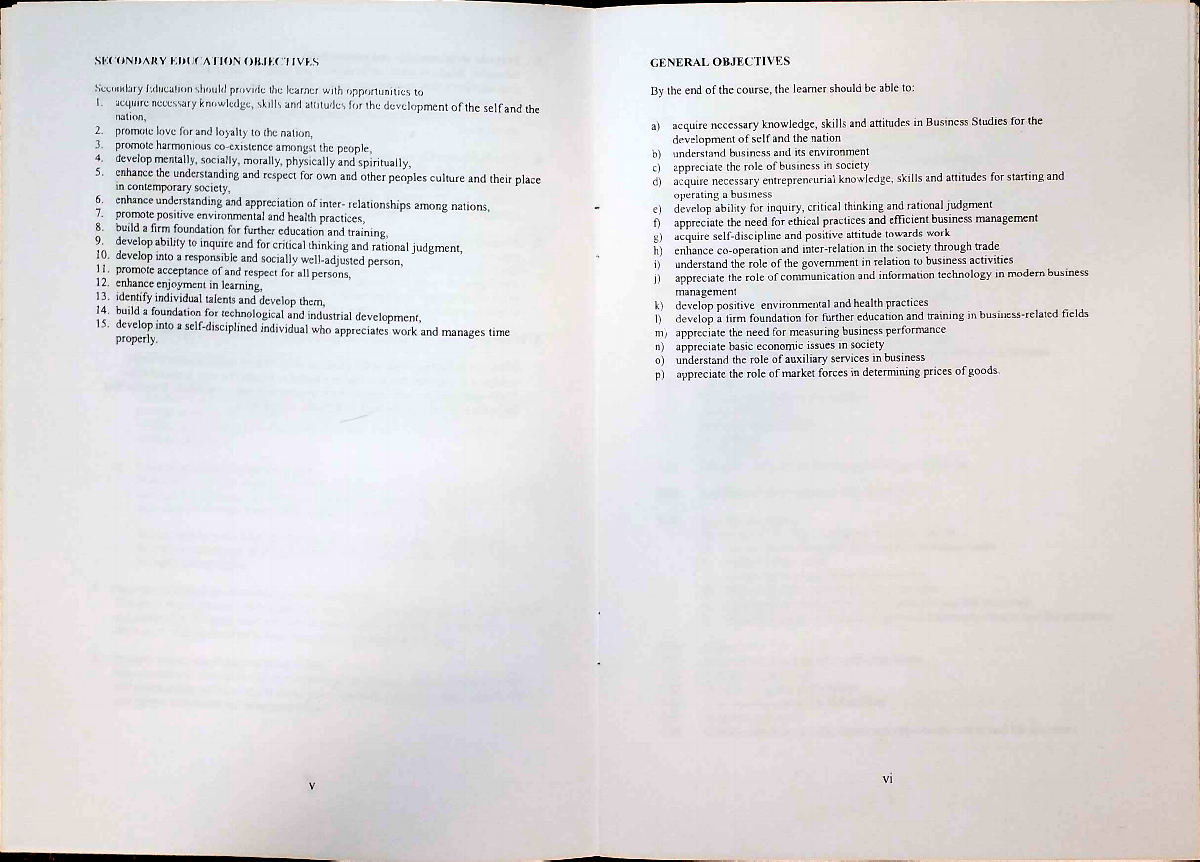 SECONDARY EDUCATION OBJECTIVES
Secondary Education should provide the learner with opportunities to
1. acquire necessary knowledge, skills and attitudes for the development of the self and the
nation,
2. promote love for and loyalty to the nation,
3. promote harmonious co-existence amongst the people,
4. develop mentally, socially, morally, physically and spiritually,
5. enhance the understanding and respect for own and other peoples culture and their place
in contemporary society,
6. enhance understanding and appreciation of inter- relationships among nations,
7. promote positive environmental and health practices,
8. build a firm foundation for further education and training,
9. develop ability to inquire and for critical thinking and rational judgment,
10. develop into a responsible and socially well-adjusted person,
11. promote acceptance of and respect for all persons,
12. enhance enjoyment in learning,
13. identify individual talents and develop them,
14. build a foundation for technological and industrial development,
15. develop into a self-disciplined individual who appreciates work and manages time
properly.
v
GENERAL OBJECTIVES
By the end of the course, the learner should be able to:
a) acquire necessary knowledge, skills and attitudes in Business Studies for the
development of self and the nation
b) understand business and its environment
c) appreciate the role of business in society
d) acquire necessary entrepreneurial knowledge, skills and attitudes for starting and
operating a business
e) develop ability for inquiry, critical thinking and rational judgment
f) appreciate the need for ethical practices and efficient business management
g) acquire self-discipline and positive attitude towards work
h) enhance co-operation and inter-relation in the society through trade
i) understand the role of the government in relation to business activities
j) appreciate the role of communication and information technology in modern business
management
k) develop positive environmental and health practices
l) develop a firm foundation for further education and training in business-related fields
m) appreciate the need for measuring business performance
n) appreciate basic economic issues in society
o) understand the role of auxiliary services in business
p) appreciate the role of market forces in determining prices of goods.
vi